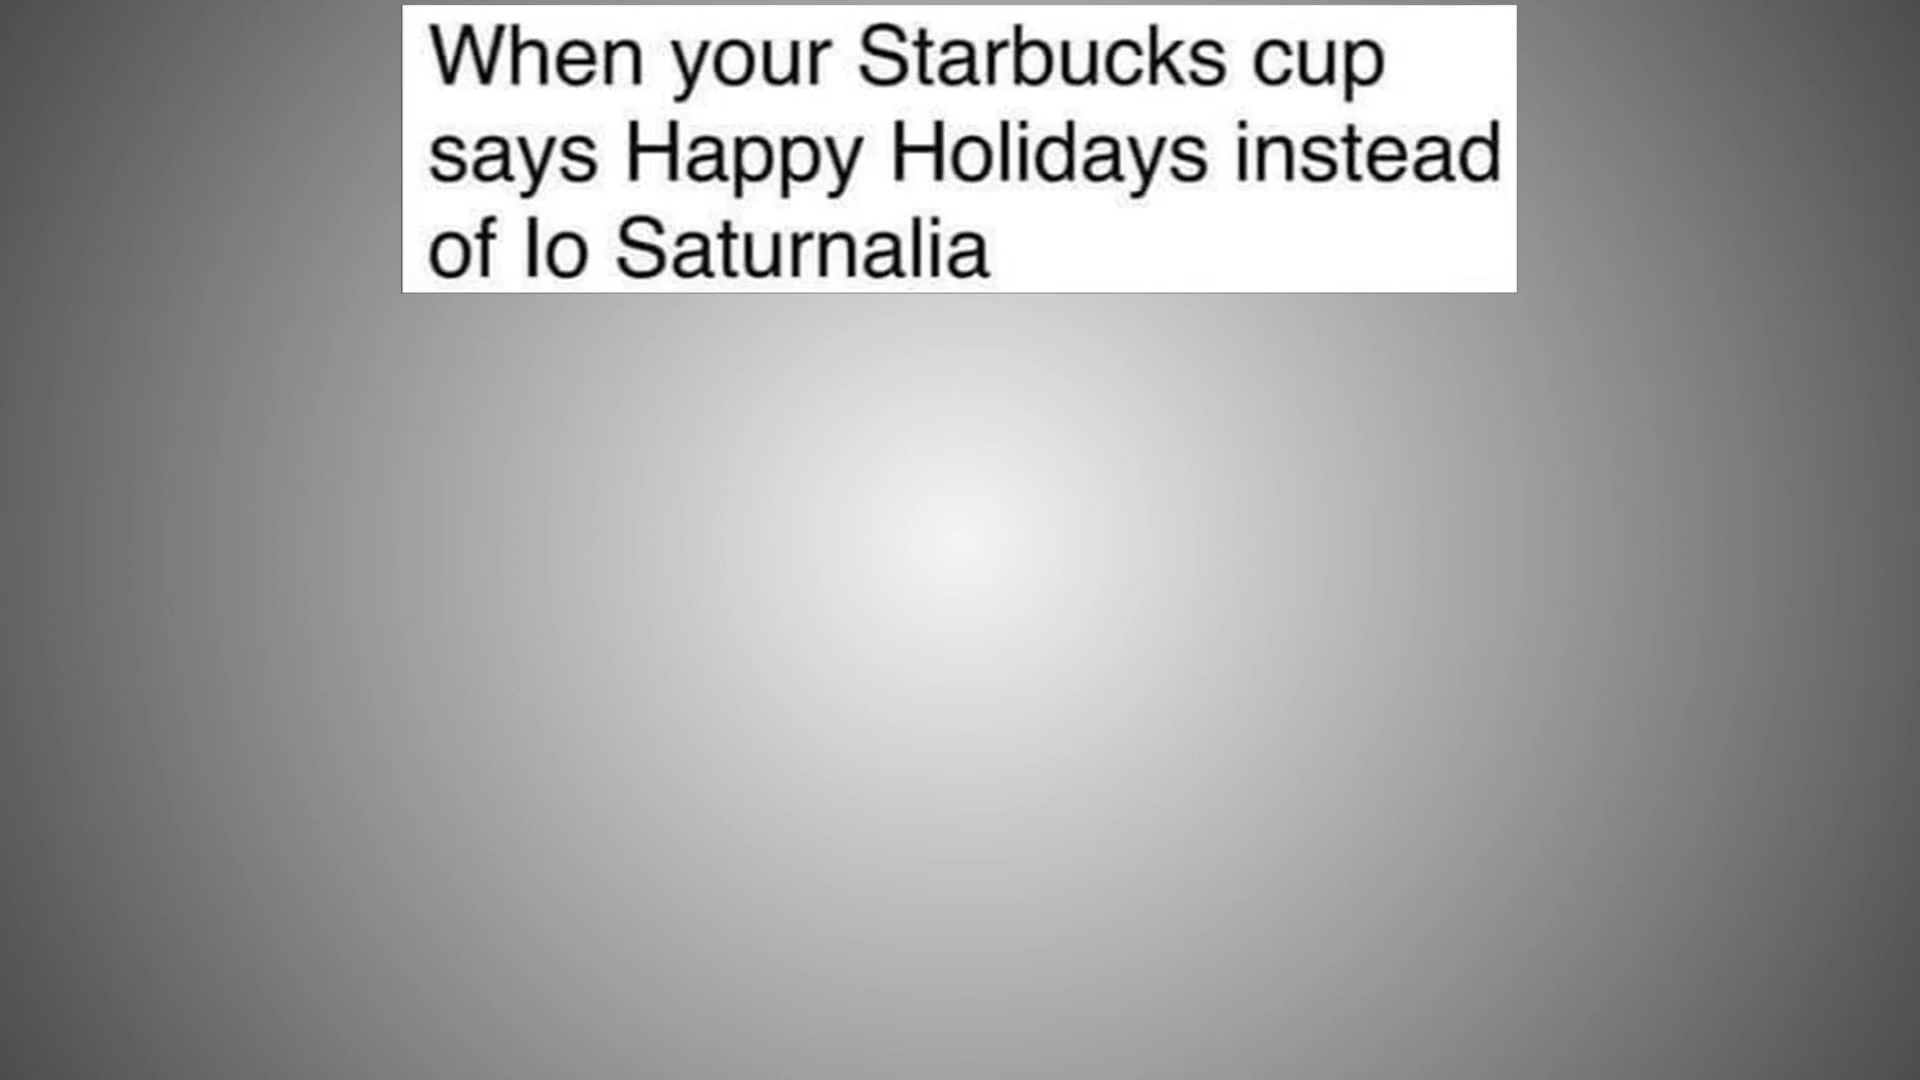 When your Starbucks cup
says Happy Holidays instead
of Io Saturnalia